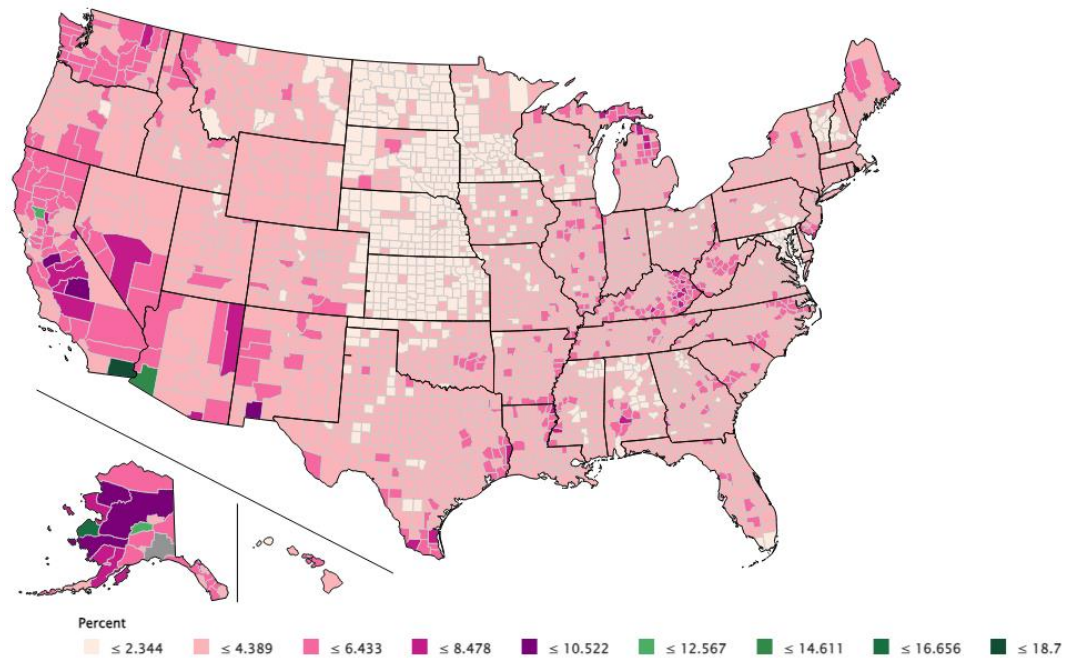 Percent
≤ 2.344 ≤ 4.389 ≤ 6.433 ≤ 8.478 ≤ 10.522 ≤ 12.567 ≤ 14.611 ≤ 16.656 ≤ 18.7